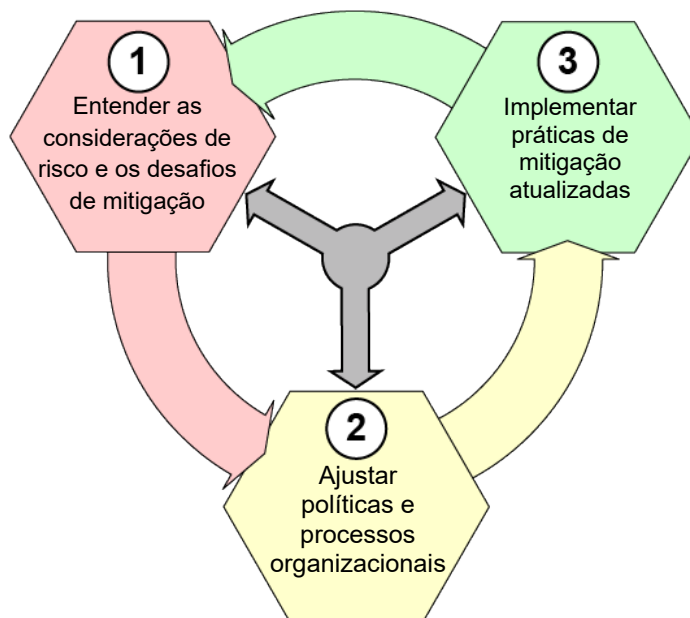 1
Entender as
considerações de
risco e os desafios
de mitigação
2
Ajustar
políticas e
processos
organizacionais
3
Implementar
práticas de
mitigação
atualizadas